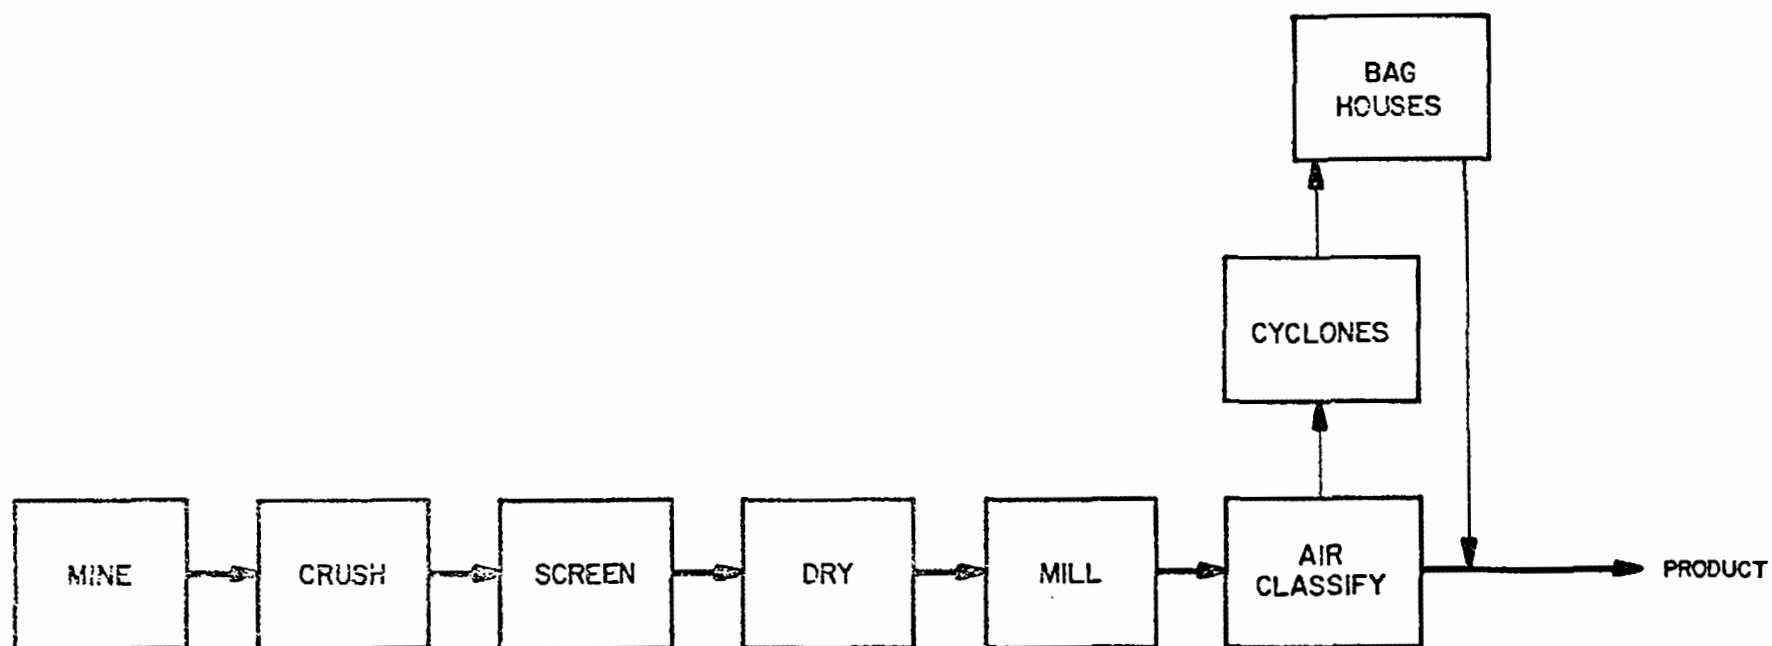 BAG
HOUSES
CYCLONES
MINE
CRUSH
SCREEN
DRY
MILL
AIR
CLASSIFY
PRODUCT